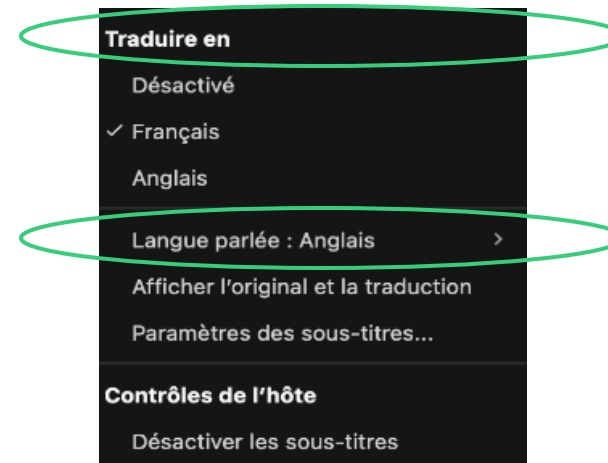 Traduire en
Désactivé
✓ Français
Anglais
Langue parlée : Anglais >
Afficher l'original et la traduction
Paramètres des sous-titres...
Contrôles de l'hôte
Désactiver les sous-titres